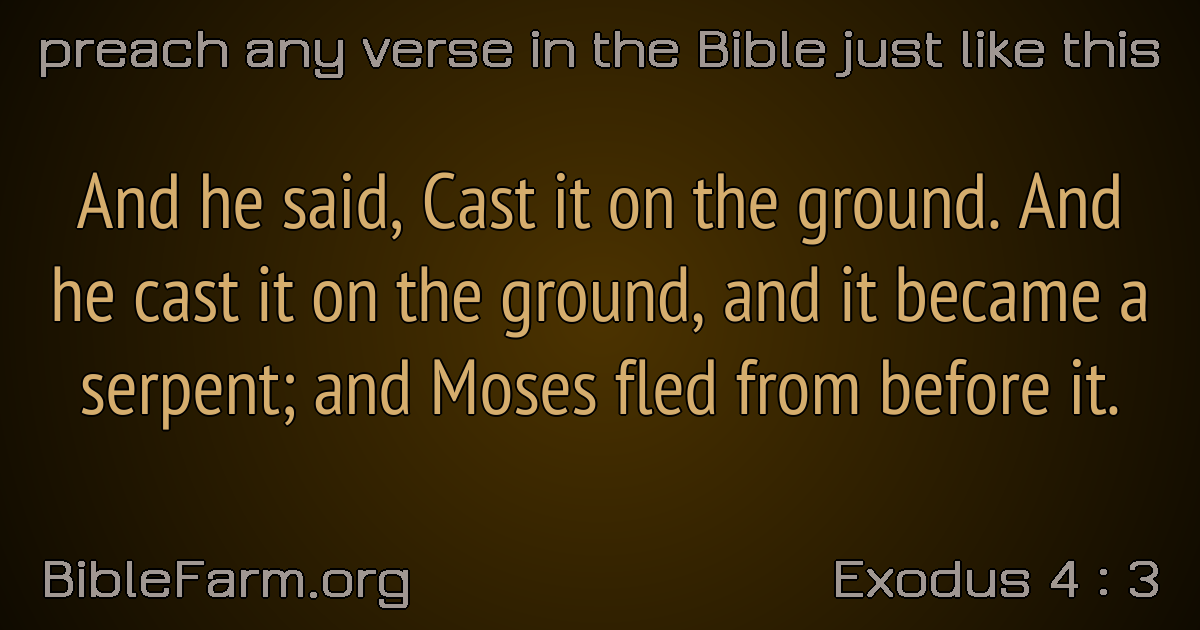 preach any verse in the Bible just like this
And he said, Cast it on the ground. And
he cast it on the ground, and it became a
serpent; and Moses fled from before it.
BibleFarm.org
Exodus 4 : 3